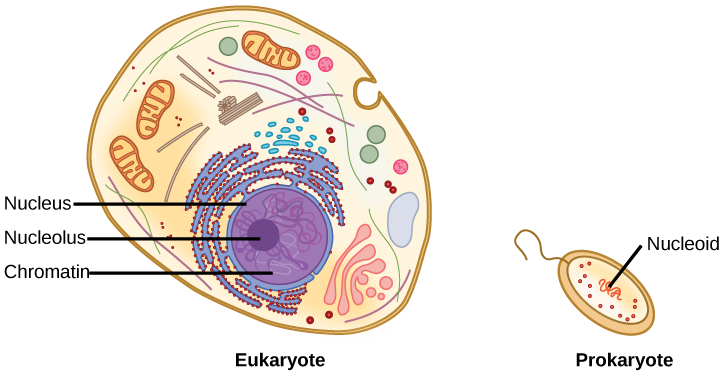 Nucleus
Nucleolus
Chromatin
Nucleoid
Eukaryote
Prokaryote